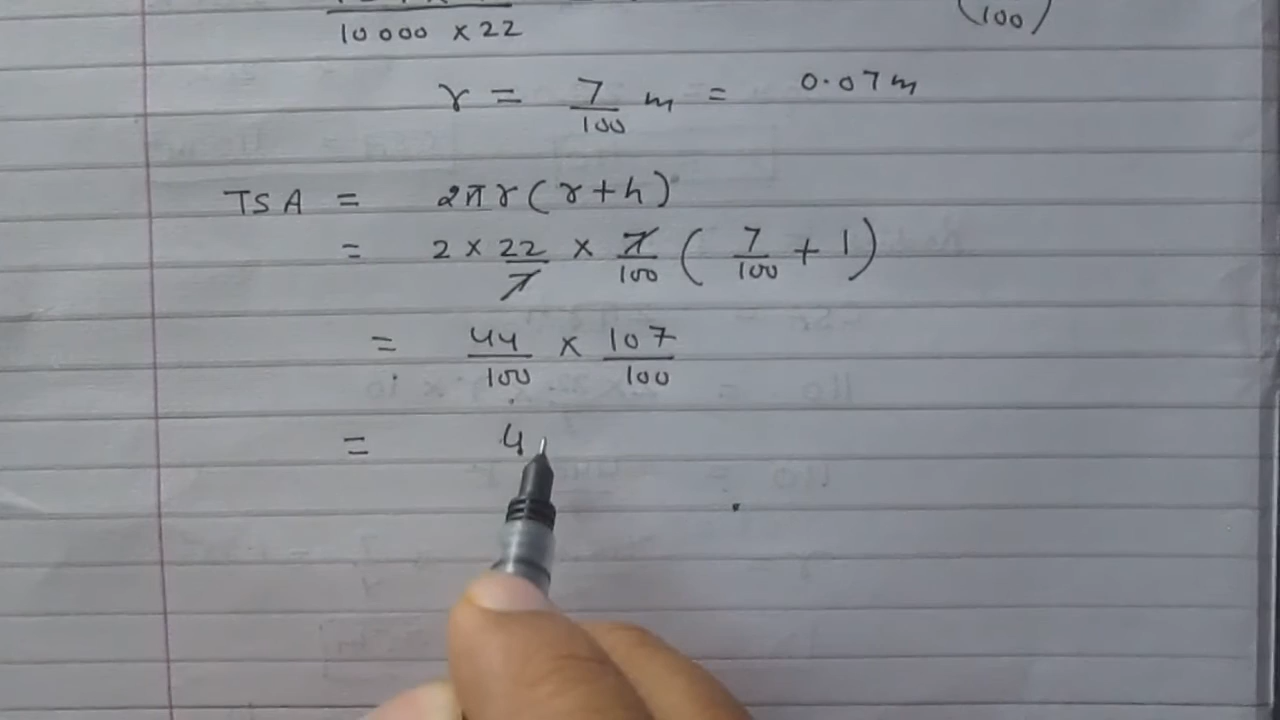 10000 × 22
100)
r = 7/100 m = 0.07m
TSA = 2πr(r+h)
= 2 × 22/7 × 7/100 ( 7/100 + 1)
= 44/100 × 107/100
= 4